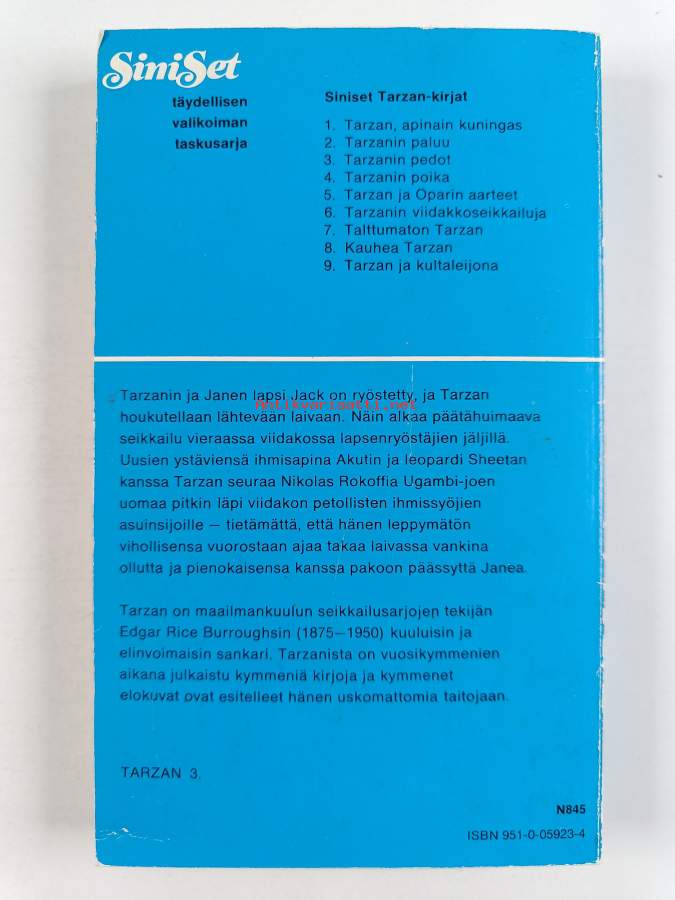 SiniSet
täydellisen
valikoiman
taskusarja
Siniset Tarzan-kirjat
1. Tarzan, apinain kuningas
2. Tarzanin paluu
3. Tarzanin pedot
4. Tarzanin poika
5. Tarzan ja Oparin aarteet
6. Tarzanin viidakkoseikkailuja
7. Talttumaton Tarzan
8. Kauhea Tarzan
9. Tarzan ja kultaleijona
Tarzanin ja Janen lapsi Jack on ryöstetty, ja Tarzan
Antikvariaatti.net
houkutellaan lähtevään laivaan. Näin alkaa päätähuimaava
seikkailu vieraassa viidakossa lapsenryöstäjien jäljillä.
Uusien ystäviensä ihmisapina Akutin ja leopardi Sheetan
kanssa Tarzan seuraa Nikolas Rokoffia Ugambi-joen
uomaa pitkin läpi viidakon petollisten ihmissyöjien
asuinsijoille — tietämättä, että hänen leppymätön
vihollisensa vuorostaan ajaa takaa laivassa vankina
ollutta ja pienokaisensa kanssa pakoon päässyttä Janea.
Tarzan on maailmankuulun seikkailusarjojen tekijän
Edgar Rice Burroughsin (1875—1950) kuuluisin ja
elinvoimaisin sankari. Tarzanista on vuosikymmenien
aikana julkaistu kymmeniä kirjoja ja kymmenet
elokuvat ovat esitelleet hänen uskomattomia taitojaan.
TARZAN 3.
N845
ISBN 951-0-05923-4